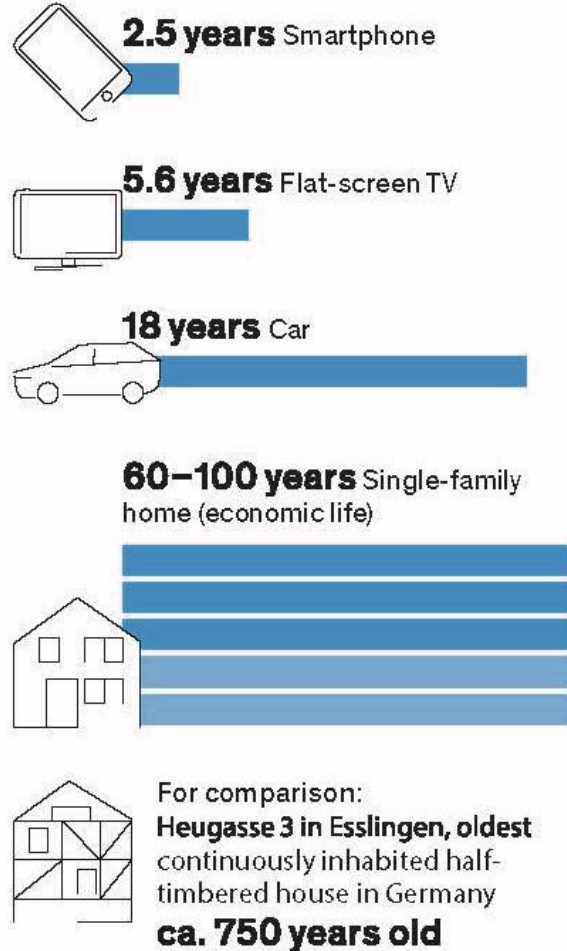 2.5 years Smartphone
5.6 years Flat-screen TV
18 years Car
60–100 years Single-family
home (economic life)
For comparison:
Heugasse 3 in Esslingen, oldest
continuously inhabited half-
timbered house in Germany
ca. 750 years old